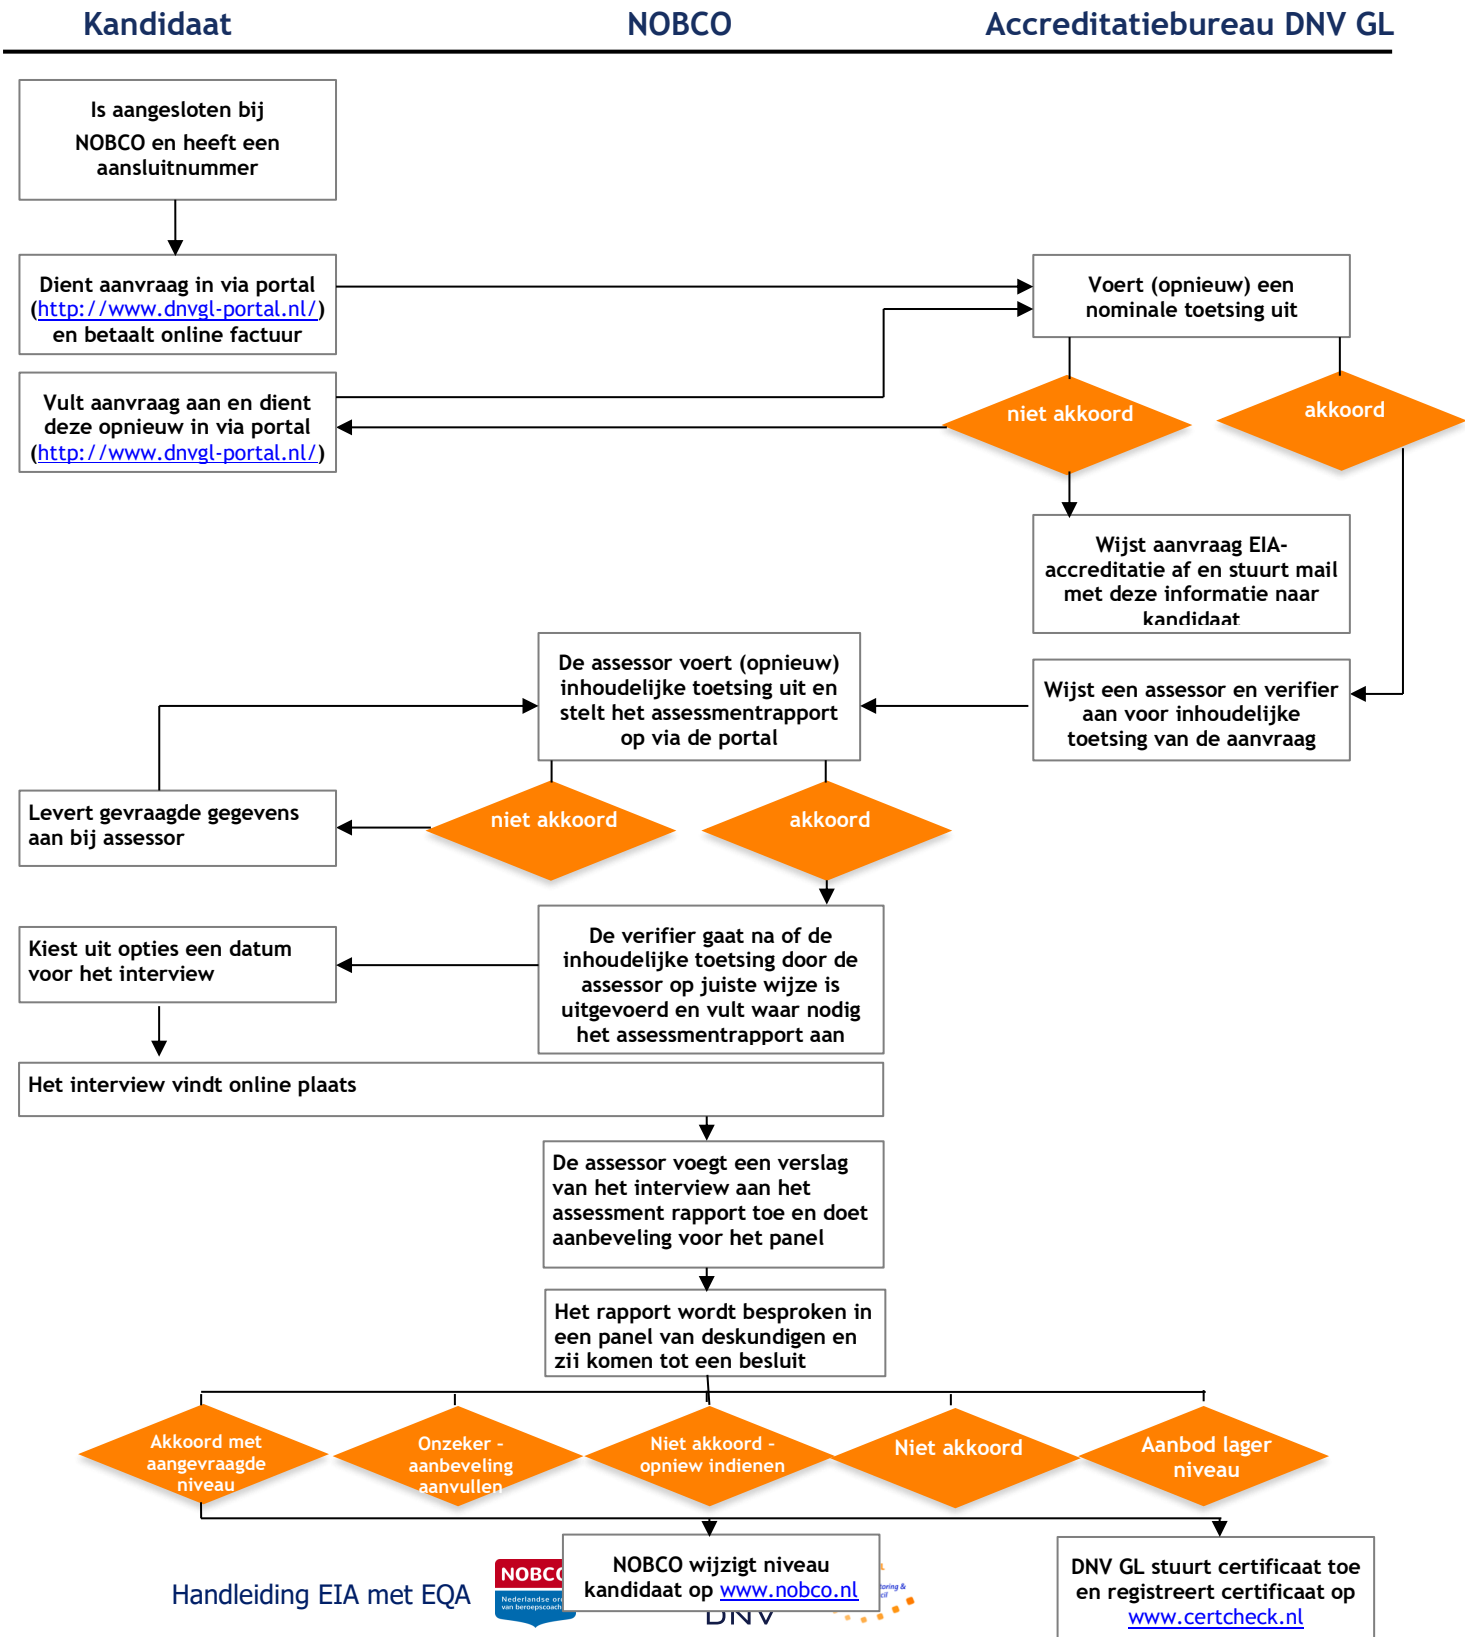 Kandidaat
NOBCO
Accreditatiebureau DNV GL
Is aangesloten bij
NOBCO en heeft een
aansluitnummer
Dient aanvraag in via portal
(http://www.dnvgl-portal.nl/)
en betaalt online factuur
Voert (opnieuw) een
nominale toetsing uit
Vult aanvraag aan en dient
deze opnieuw in via portal
(http://www.dnvgl-portal.nl/)
niet akkoord
akkoord
Wijst aanvraag EIA-
accreditatie af en stuurt mail
met deze informatie naar
kandidaat
De assessor voert (opnieuw)
inhoudelijke toetsing uit en
stelt het assessmentrapport
op via de portal
Wijst een assessor en verifier
aan voor inhoudelijke
toetsing van de aanvraag
Levert gevraagde gegevens
aan bij assessor
niet akkoord
akkoord
Kiest uit opties een datum
voor het interview
De verifier gaat na of de
inhoudelijke toetsing door de
assessor op juiste wijze is
uitgevoerd en vult waar nodig
het assessmentrapport aan
Het interview vindt online plaats
De assessor voegt een verslag
van het interview aan het
assessment rapport toe en doet
aanbeveling voor het panel
Het rapport wordt besproken in
een panel van deskundigen en
zij komen tot een besluit
Akkoord met
aangevraagde
niveau
Onzeker -
aanbeveling
aanvullen
Niet akkoord -
opniew indienen
Niet akkoord
Aanbod lager
niveau
NOBCO wijzigt niveau
kandidaat op www.nobco.nl
DNV GL stuurt certificaat toe
en registreert certificaat op
www.certcheck.nl
Handleiding EIA met EQA
NOBCO
Nederlandse
van
DNV